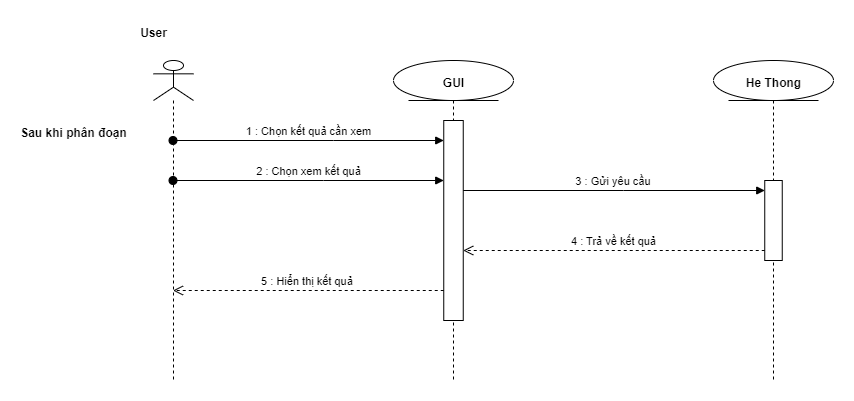 User
GUI
He Thong
Sau khi phân đoạn
1 : Chọn kết quả cần xem
2 : Chọn xem kết quả
3 : Gửi yêu cầu
4 : Trả về kết quả
5 : Hiển thị kết quả